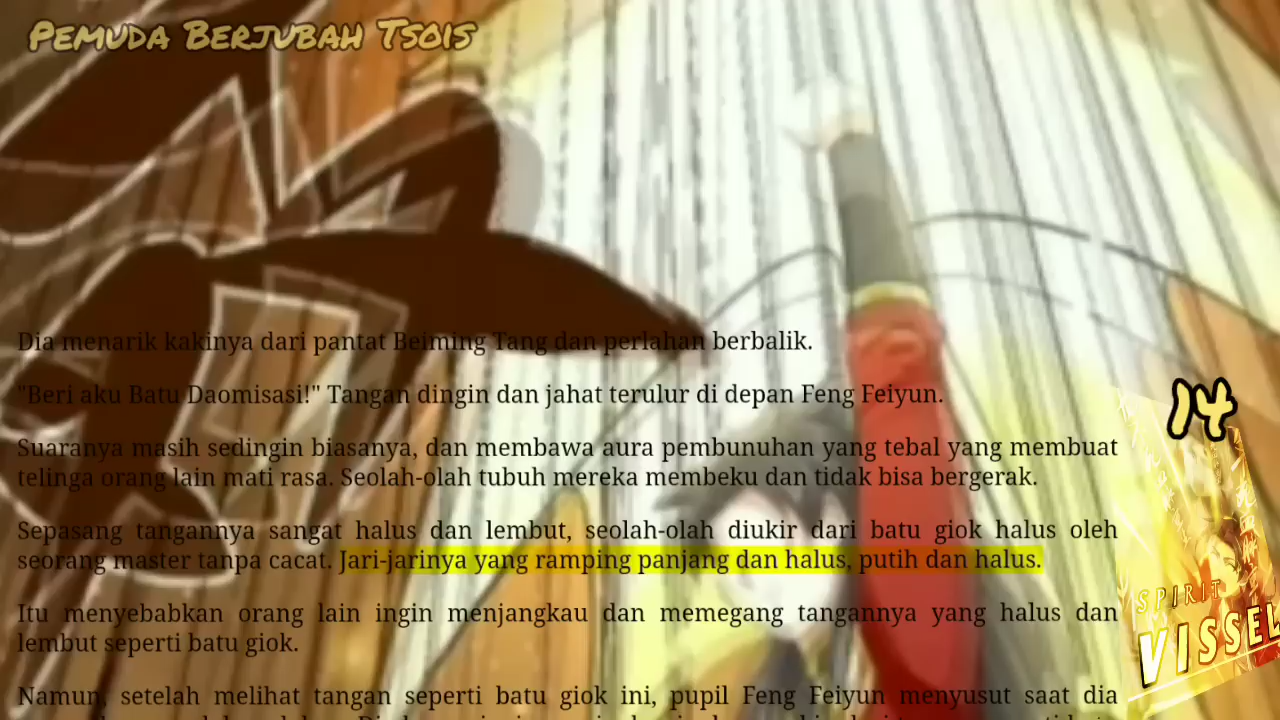 Pemuda Berjubah Tsois
Dia menarik kakinya dari pantat Beiming Tang dan perlahan berbalik.
"Beri aku Batu Daomisasi!" Tangan dingin dan jahat terulur di depan Feng Feiyun.
14
Suaranya masih sedingin biasanya, dan membawa aura pembunuhan yang tebal yang membuat
telinga orang lain mati rasa. Seolah-olah tubuh mereka membeku dan tidak bisa bergerak.
Sepasang tangannya sangat halus dan lembut, seolah-olah diukir dari batu giok halus oleh
seorang master tanpa cacat. Jari-jarinya yang ramping panjang dan halus, putih dan halus.
Itu menyebabkan orang lain ingin menjangkau dan memegang tangannya yang halus dan
lembut seperti batu giok.
SPIRIT
VISSEL
Namun, setelah melihat tangan seperti batu giok ini, pupil Feng Feiyun menyusut saat dia